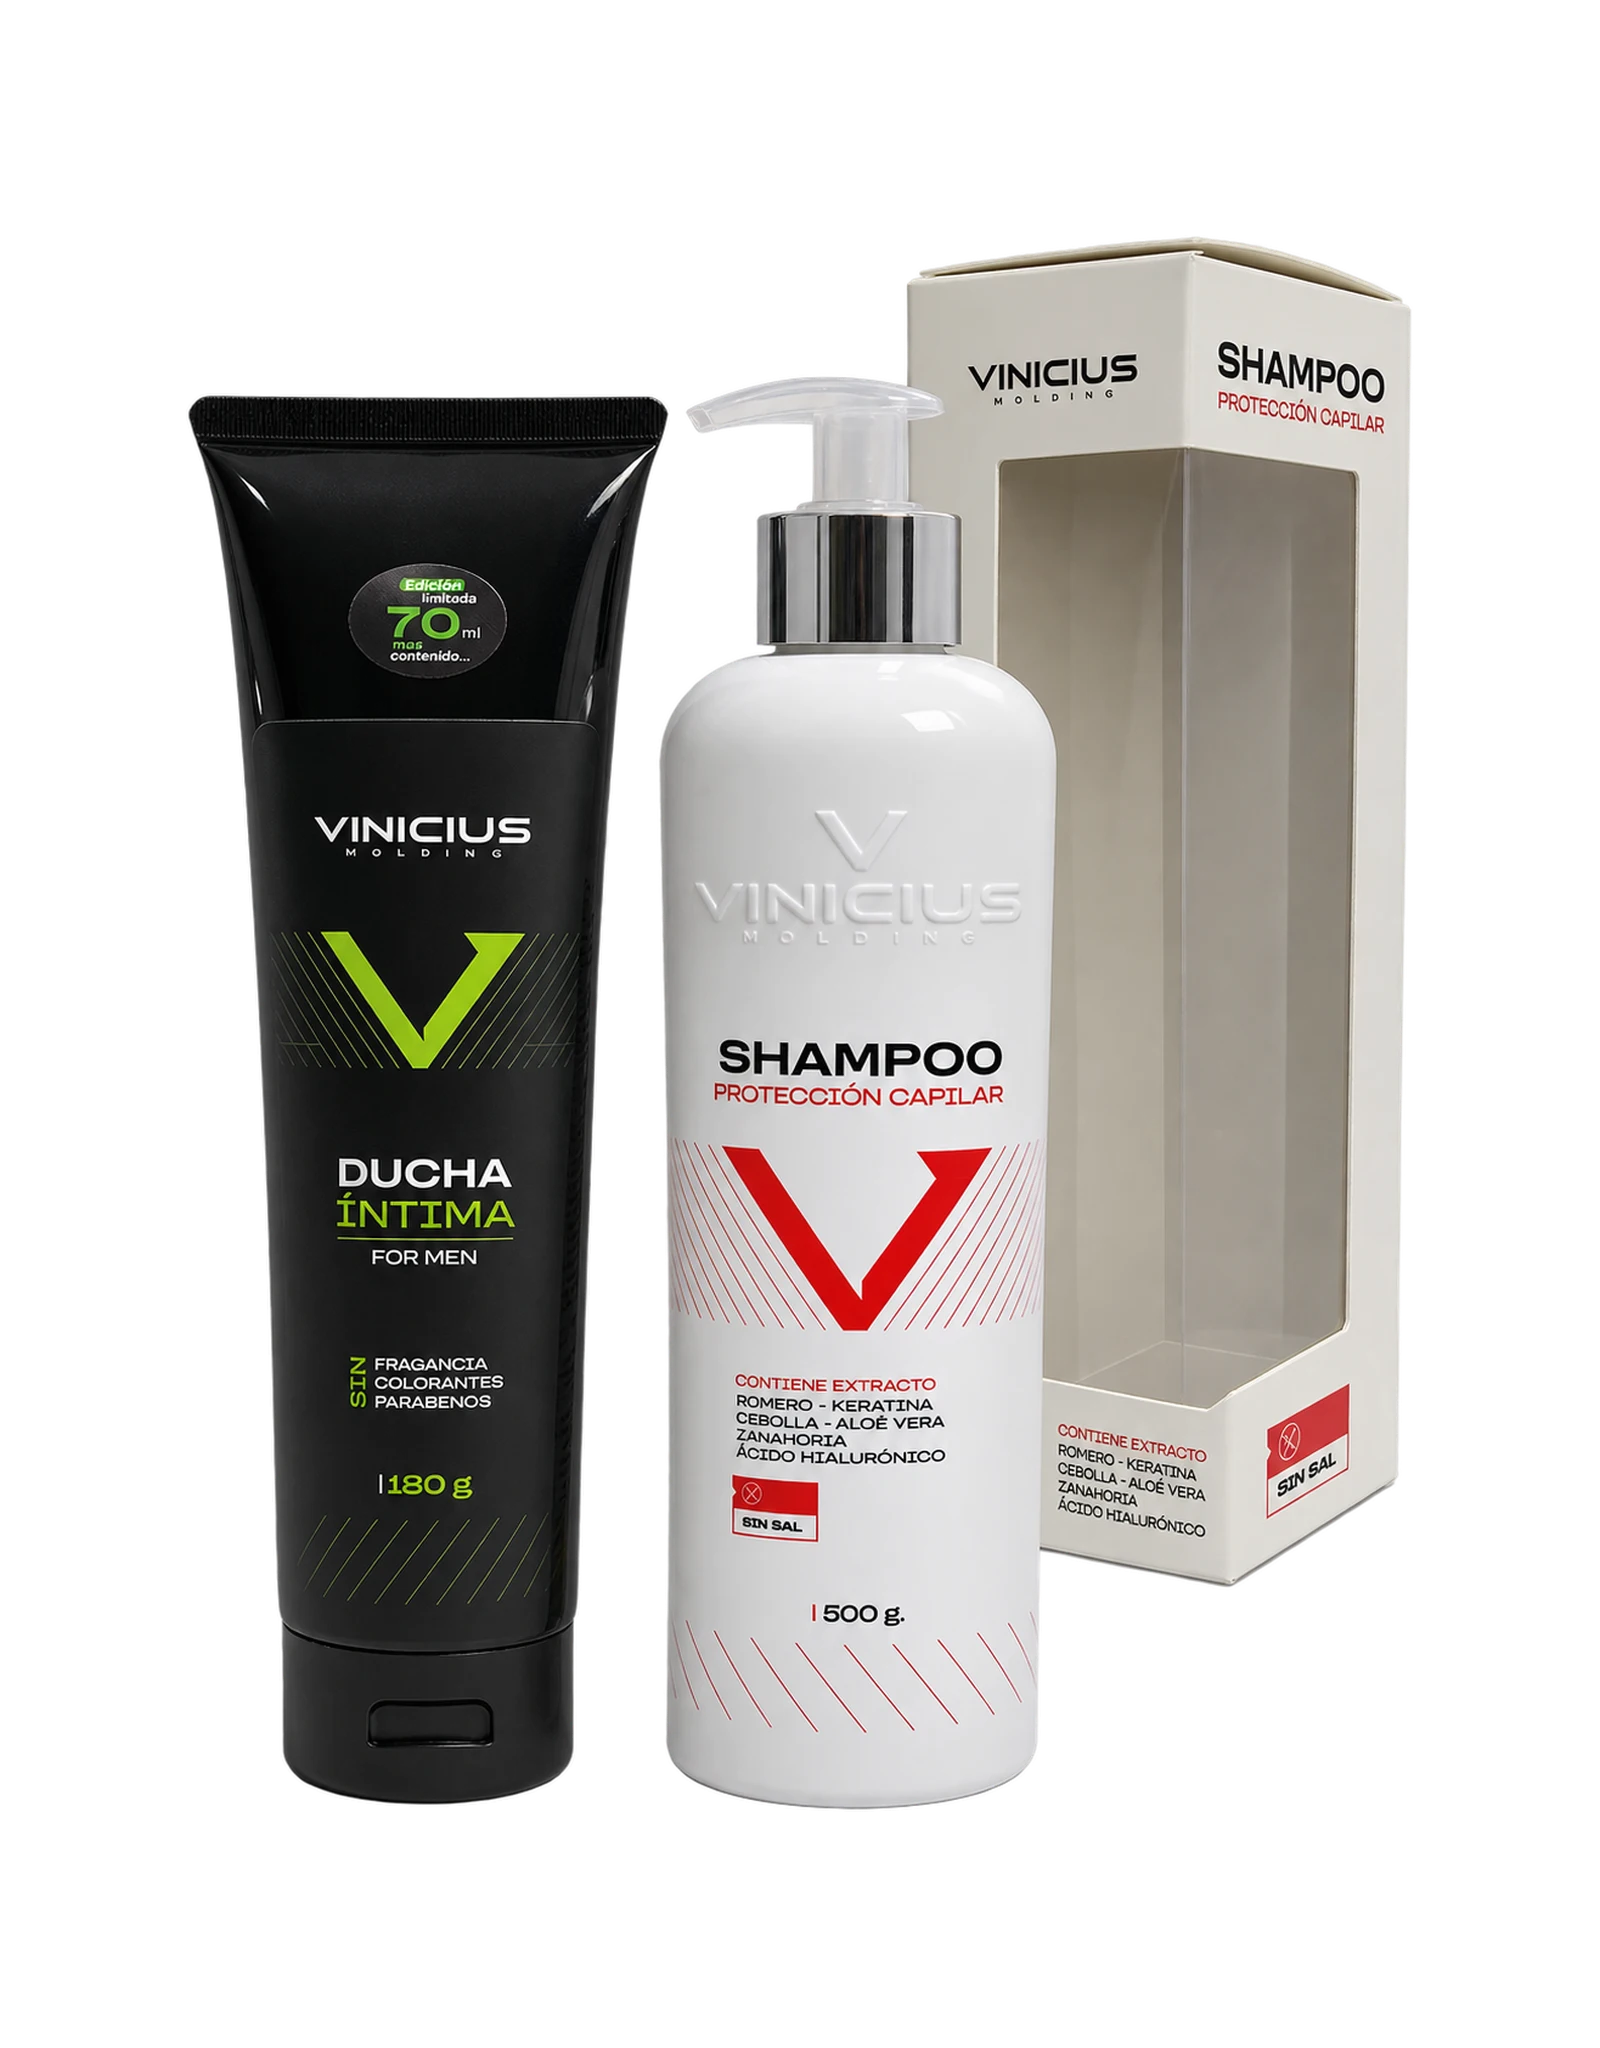 Edición
limitada
70 ml
mas
contenido...
VINICIUS
MOLDING
V
DUCHA
ÍNTIMA
FOR MEN
SIN
FRAGANCIA
COLORANTES
PARABENOS
180 g
V
VINICIUS
MOLDING
SHAMPOO
PROTECCIÓN CAPILAR
V
CONTIENE EXTRACTO
ROMERO - KERATINA
CEBOLLA - ALOÉ VERA
ZANAHORIA
ÁCIDO HIALURÓNICO
SIN SAL
500 g.
VINICIUS
MOLDING
SHAMPOO
PROTECCIÓN CAPILAR
CONTIENE EXTRACTO
ROMERO - KERATINA
CEBOLLA - ALOÉ VERA
ZANAHORIA
ÁCIDO HIALURÓNICO
SIN SAL